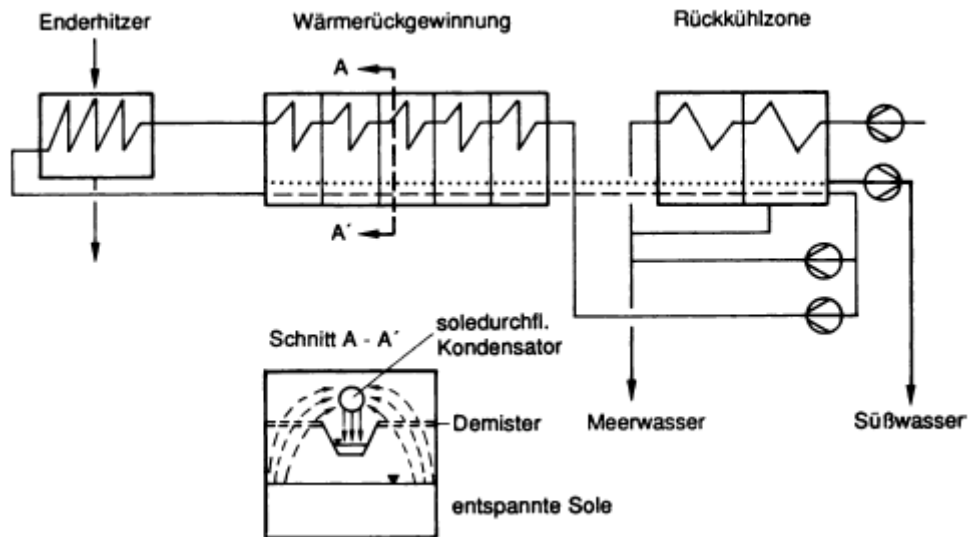 Enderhitzer
Wärmerückgewinnung
Rückkühlzone
A
A´
Schnitt A - A´
soledurchfl.
Kondensator
Demister
entspannte Sole
Meerwasser
Süßwasser